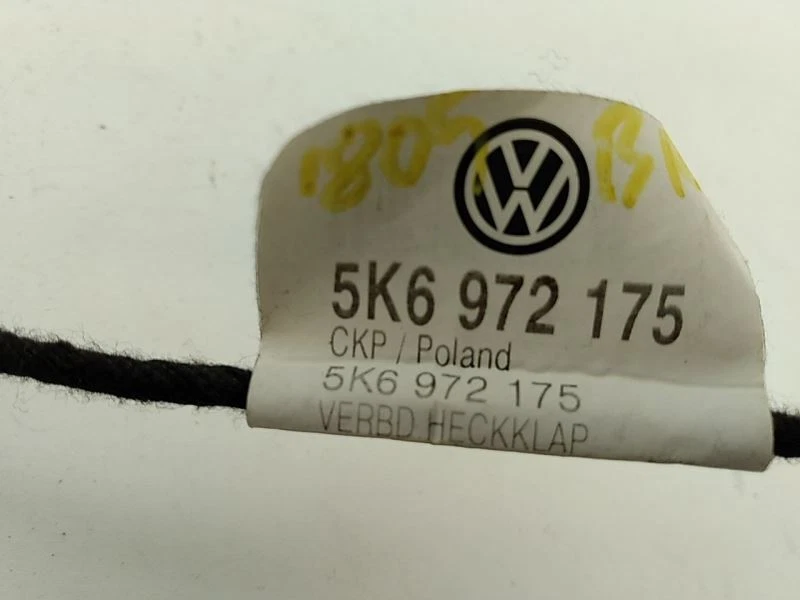 5K6 972 175
CKP / Poland
5K6 972 175
VERBD HECKKLAP